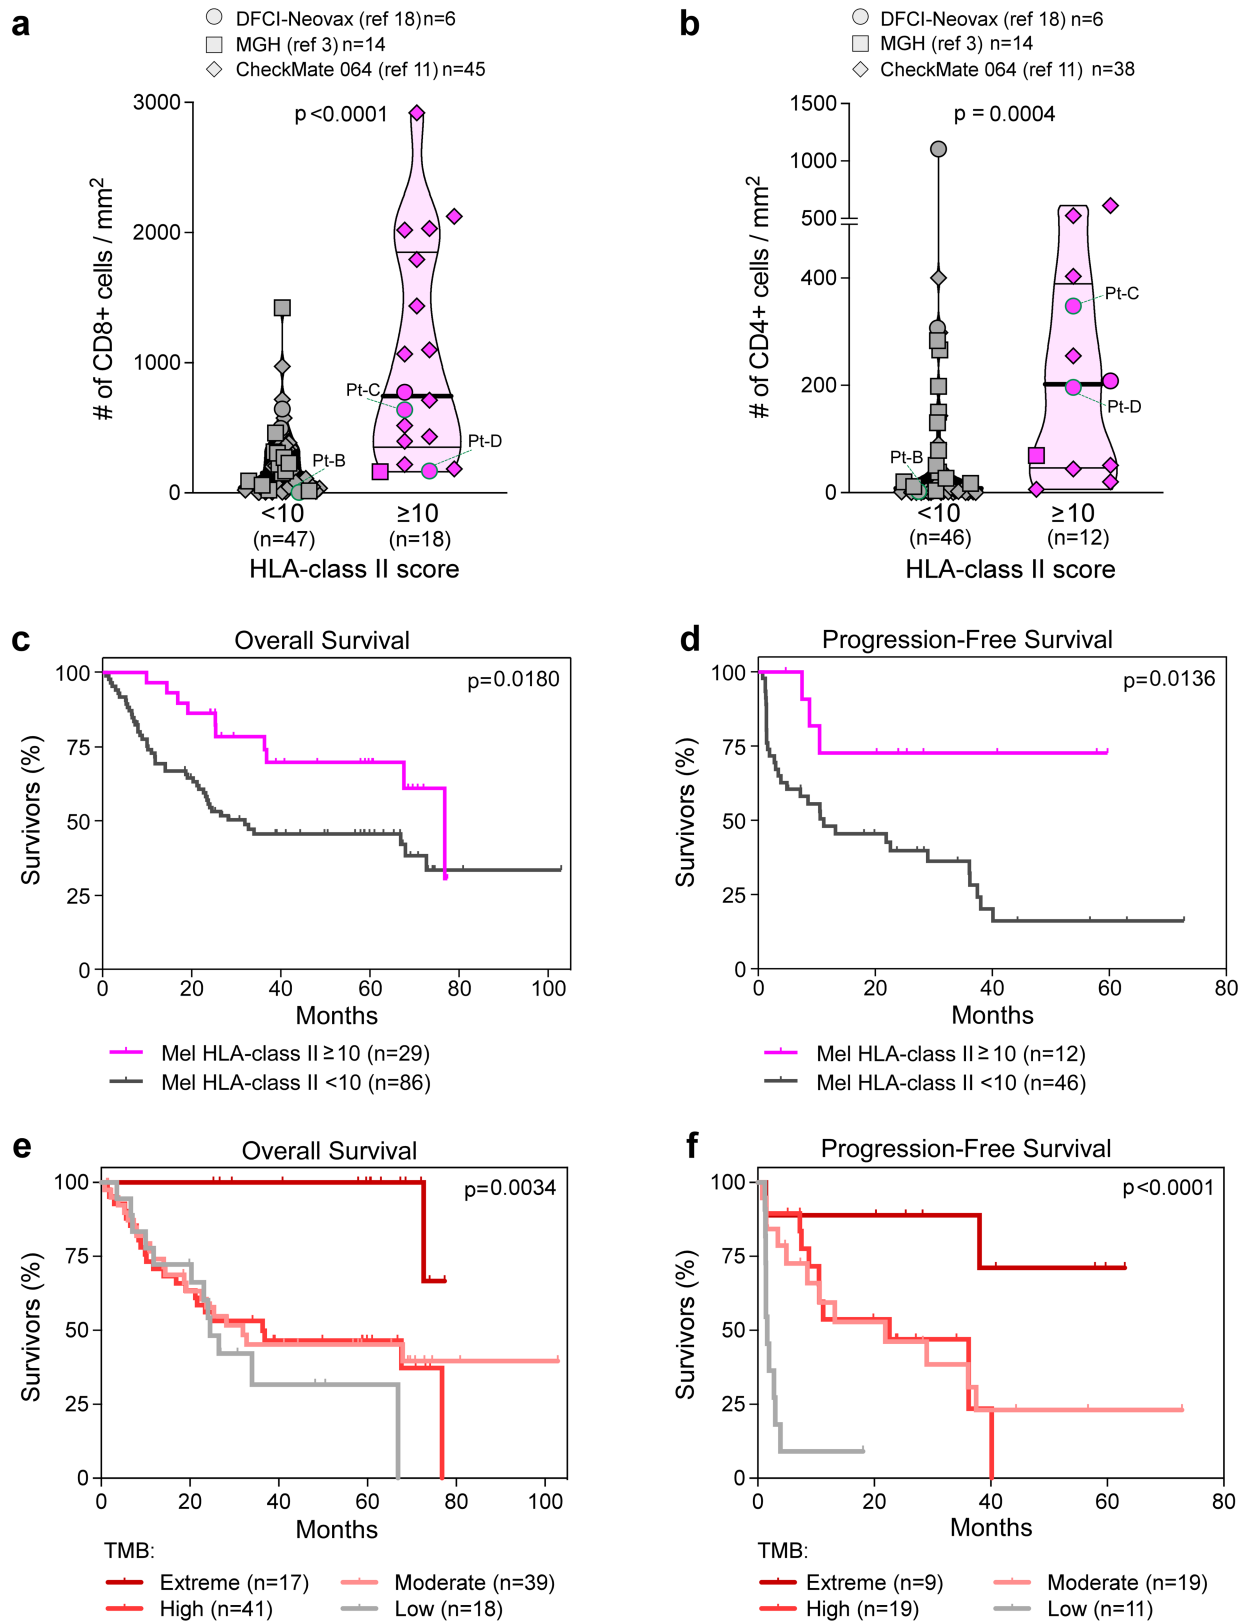 a
DFCI-Neovax (ref 18) n=6
MGH (ref 3) n=14
CheckMate 064 (ref 11) n=45
p <0.0001
# of CD8+ cells / mm2
3000
2000
1000
0
Pt-C
Pt-D
Pt-B
<10
≥10
(n=47)
(n=18)
HLA-class II score
b
DFCI-Neovax (ref 18) n=6
MGH (ref 3) n=14
CheckMate 064 (ref 11) n=38
p = 0.0004
# of CD4+ cells / mm2
1500
1000
500
400
200
0
Pt-C
Pt-D
Pt-B
<10
≥10
(n=46)
(n=12)
HLA-class II score
c
Overall Survival
p=0.0180
Survivors (%)
100
75
50
25
0
0 20 40 60 80 100
Months
Mel HLA-class II ≥ 10 (n=29)
Mel HLA-class II <10 (n=86)
d
Progression-Free Survival
p=0.0136
Survivors (%)
100
75
50
25
0
0 20 40 60 80
Months
Mel HLA-class II ≥ 10 (n=12)
Mel HLA-class II <10 (n=46)
e
Overall Survival
p=0.0034
Survivors (%)
100
75
50
25
0
0 20 40 60 80 100
Months
TMB:
Extreme (n=17)
Moderate (n=39)
High (n=41)
Low (n=18)
f
Progression-Free Survival
p<0.0001
Survivors (%)
100
75
50
25
0
0 20 40 60 80
Months
TMB:
Extreme (n=9)
Moderate (n=19)
High (n=19)
Low (n=11)